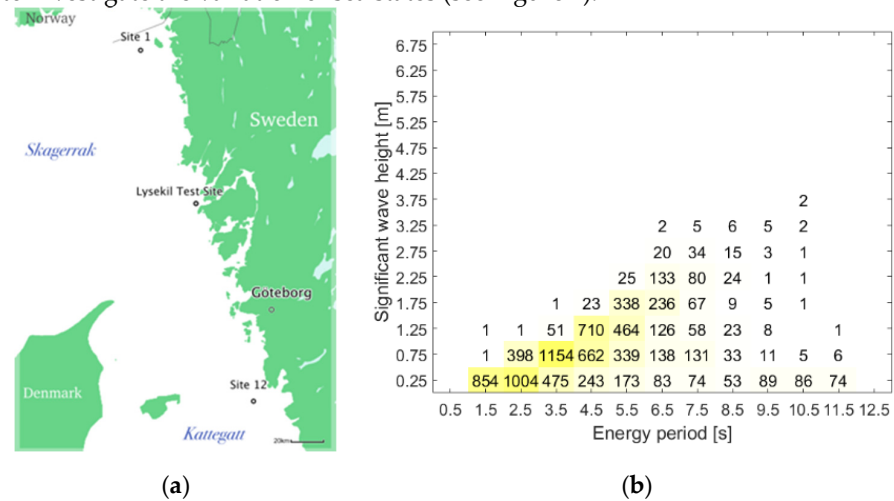 Norway
Site 1
Sweden
Skagerrak
Lysekil Test Site
Goteborg
Denmark
Site 12
Kattegatt
20km
(a)
Significant wave height [m]
6.75
6.25
5.75
5.25
4.75
4.25
3.75 2
3.25 2 5 6 5 2
2.75 20 34 15 3 1
2.25 25 133 80 24 1 1
1.75 1 23 338 236 67 9 5 1
1.25 1 1 51 710 464 126 58 23 8 1
0.75 1 398 1154 662 339 138 131 33 11 5 6
0.25 854 1004 475 243 173 83 74 53 89 86 74
0.5 1.5 2.5 3.5 4.5 5.5 6.5 7.5 8.5 9.5 10.5 11.5 12.5
Energy period [s]
(b)